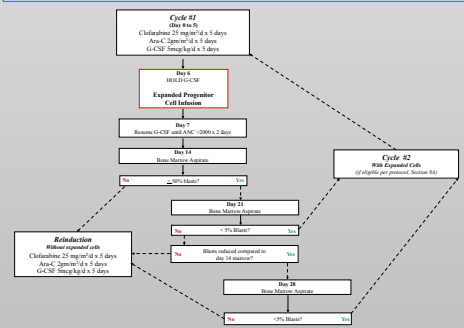 Cycle #1
(Day 0 to 5)
Clofarabine 25 mg/m²/d x 5 days
Ara-C 2gm/m²/d x 5 days
G-CSF 5mcg/kg/d x 5 days
Day 6
HOLD G-CSF
Expanded Progenitor
Cell Infusion
Day 7
Resume G-CSF until ANC >2000 x 2 days
Day 14
Bone Marrow Aspirate
No ≤ 50% blasts? Yes
Cycle #2
With Expanded Cells
(if eligible per protocol, Section 9A)
Day 21
Bone Marrow Aspirate
No < 5% Blasts? Yes
Reinduction
Without expanded cells
Clofarabine 25 mg/m²/d x 5 days
Ara-C 2gm/m²/d x 5 days
G-CSF 5mcg/kg/d x 5 days
No Blasts reduced compared to Yes
day 14 marrow?
Day 28
Bone Marrow Aspirate
No <5% Blasts? Yes